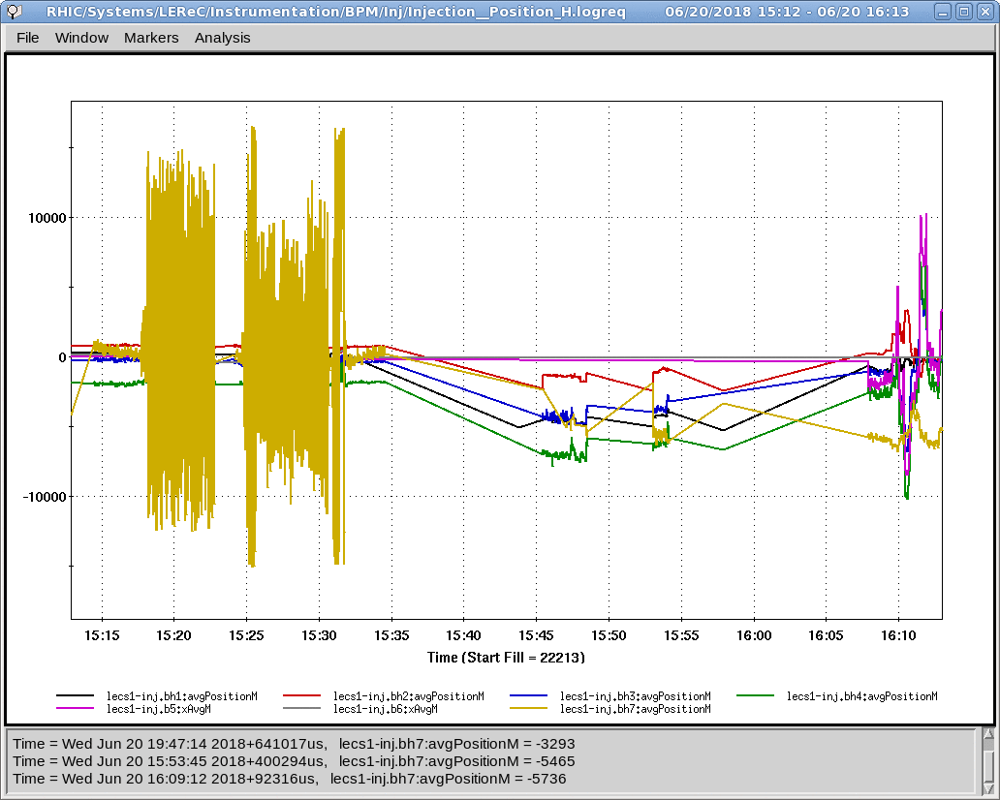 RHIC/Systems/LEReC/Instrumentation/BPM/Inj/Injection__Position_H.logreq 06/20/2018 15:12 - 06/20 16:13
File Window Markers Analysis
10000
0
-10000
15:15 15:20 15:25 15:30 15:35 15:40 15:45 15:50 15:55 16:00 16:05 16:10
Time (Start Fill = 22213)
lecs1-inj.bh1:avgPositionM lecs1-inj.bh2:avgPositionM lecs1-inj.bh3:avgPositionM lecs1-inj.bh4:avgPositionM
lecs1-inj.b5:xAvgM lecs1-inj.b6:xAvgM lecs1-inj.bh7:avgPositionM
Time = Wed Jun 20 19:47:14 2018+641017us, lecs1-inj.bh7:avgPositionM = -3293
Time = Wed Jun 20 15:53:45 2018+400294us, lecs1-inj.bh7:avgPositionM = -5465
Time = Wed Jun 20 16:09:12 2018+92316us, lecs1-inj.bh7:avgPositionM = -5736